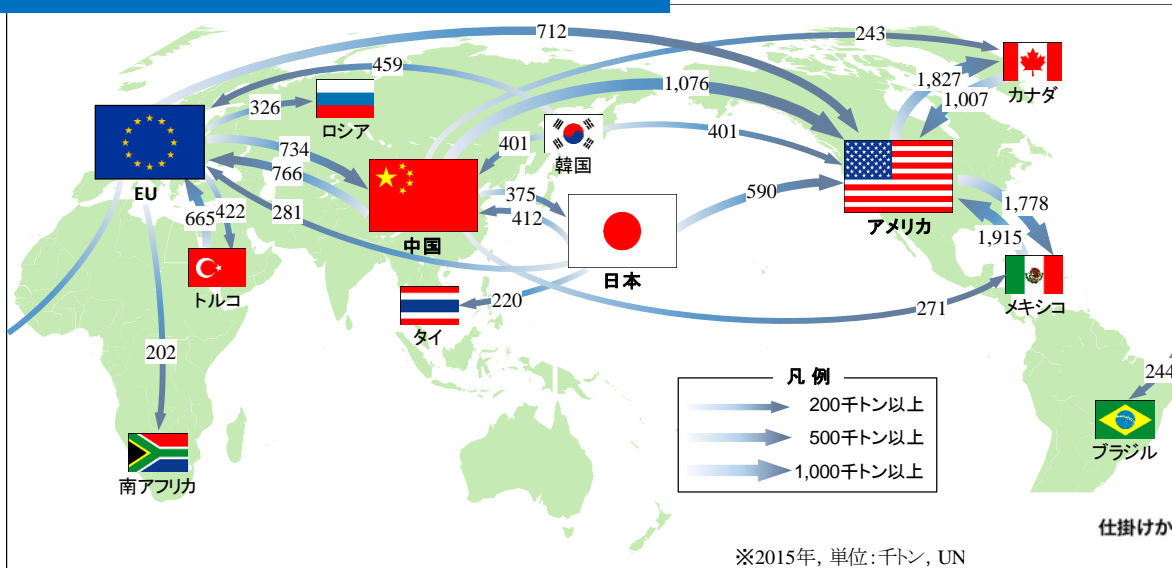 712
243
459
1,827
カナダ
1,076
1,007
326
ロシア
401
401
韓国
734
766
EU
375
590
412
中国
アメリカ
1,778
281
665
422
1,915
日本
トルコ
メキシコ
220
タイ
271
202
244
凡 例
200千トン以上
500千トン以上
1,000千トン以上
ブラジル
南アフリカ
仕掛けか
※2015年, 単位:千トン, UN